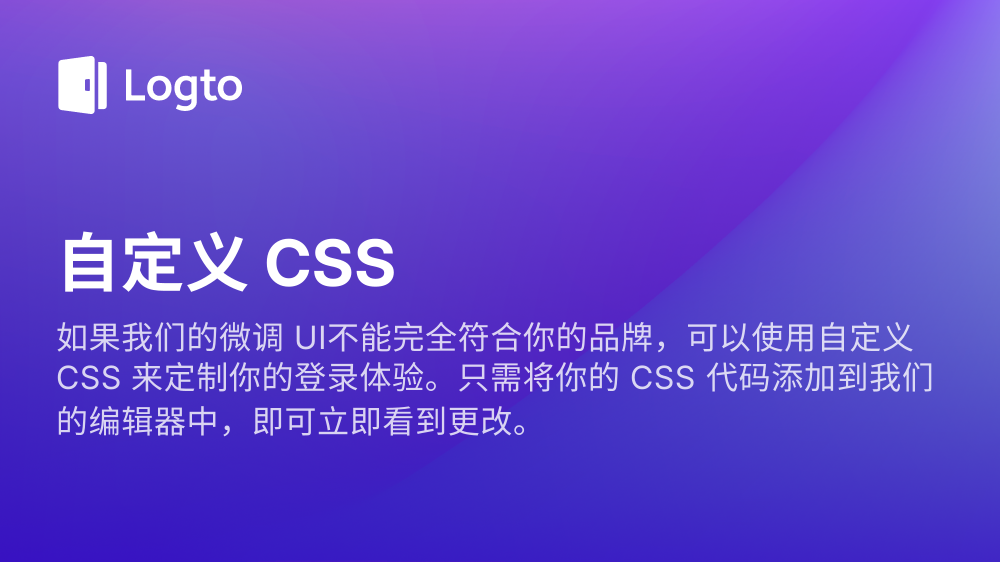 Logto
自定义 CSS
如果我们的微调 UI不能完全符合你的品牌，可以使用自定义
CSS 来定制你的登录体验。只需将你的 CSS 代码添加到我们
的编辑器中，即可立即看到更改。